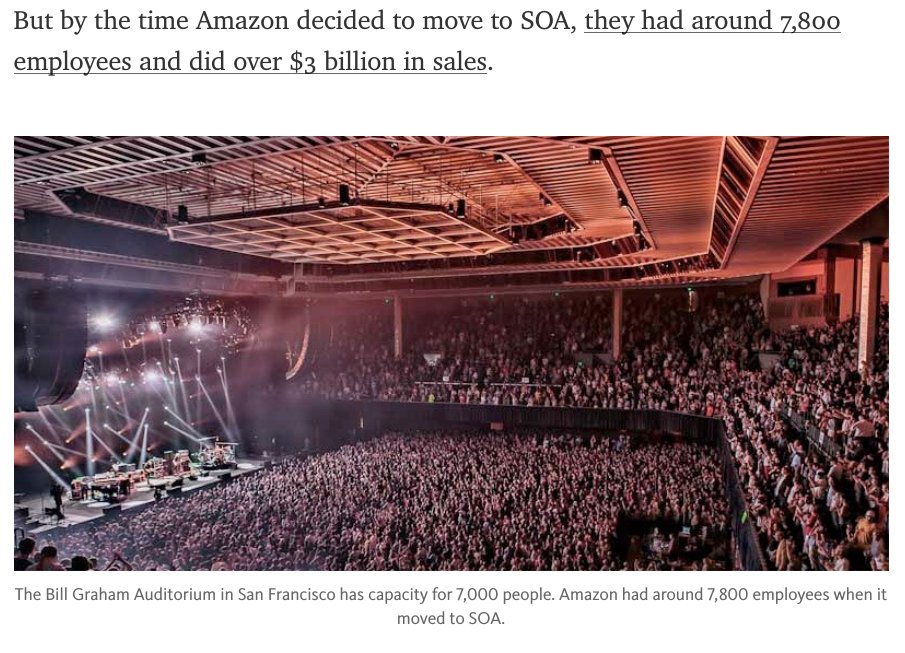 But by the time Amazon decided to move to SOA, they had around 7,800
employees and did over $3 billion in sales.
The Bill Graham Auditorium in San Francisco has capacity for 7,000 people. Amazon had around 7,800 employees when it
moved to SOA.